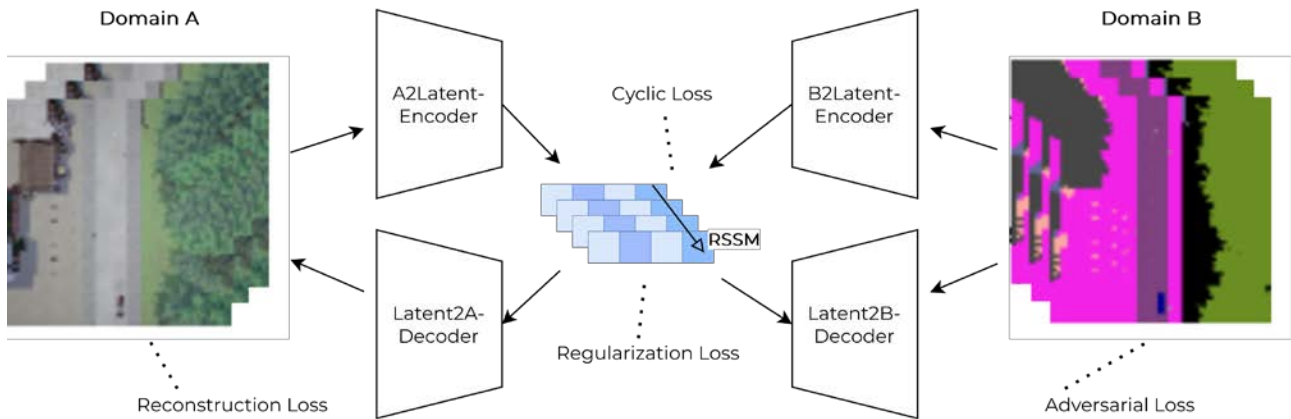 Domain A
Domain B
A2Latent-
Encoder
Cyclic Loss
B2Latent-
Encoder
RSSM
Latent2A-
Decoder
Latent2B-
Decoder
Regularization Loss
Reconstruction Loss
Adversarial Loss